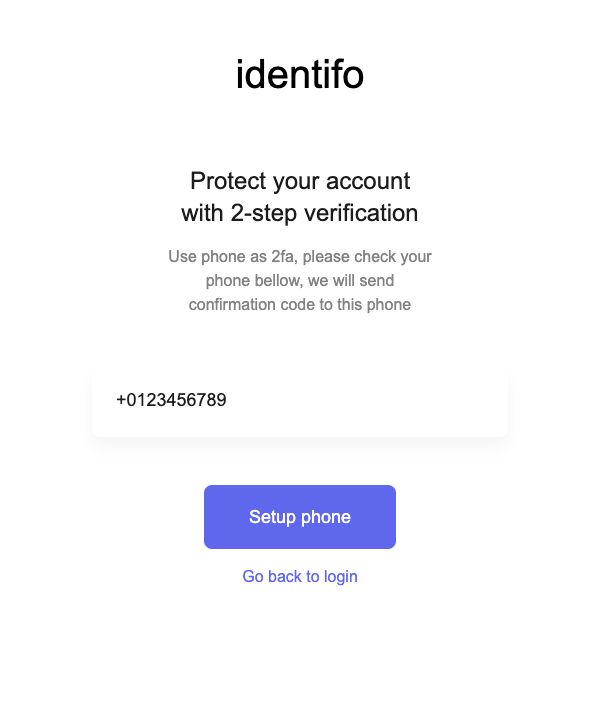 identifo
Protect your account
with 2-step verification
Use phone as 2fa, please check your
phone bellow, we will send
confirmation code to this phone
+0123456789
Setup phone
Go back to login